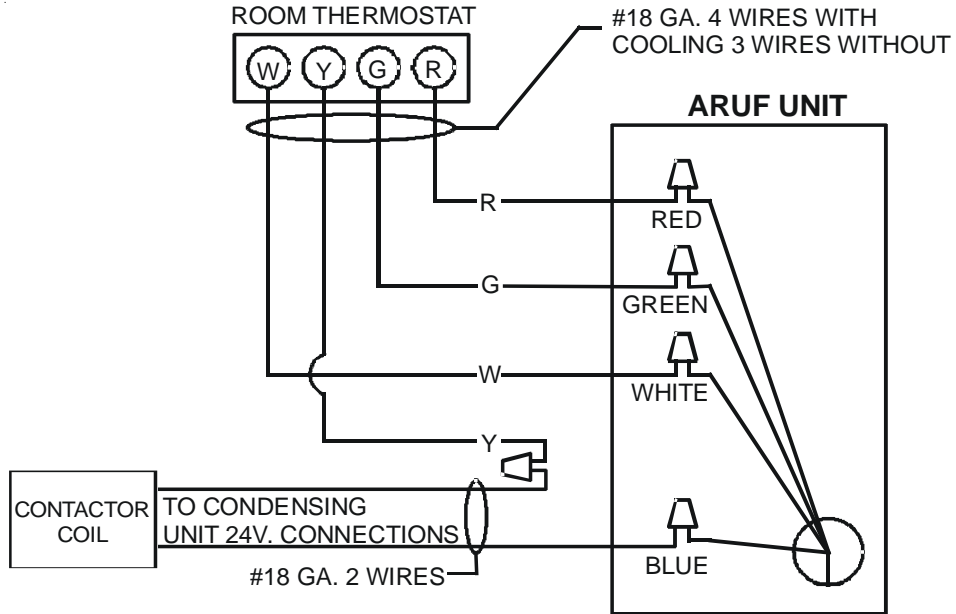 ROOM THERMOSTAT
#18 GA. 4 WIRES WITH
COOLING 3 WIRES WITHOUT
W Y G R
ARUF UNIT
R
RED
G
GREEN
W
WHITE
Y
CONTACTOR
COIL
TO CONDENSING
UNIT 24V. CONNECTIONS
BLUE
#18 GA. 2 WIRES